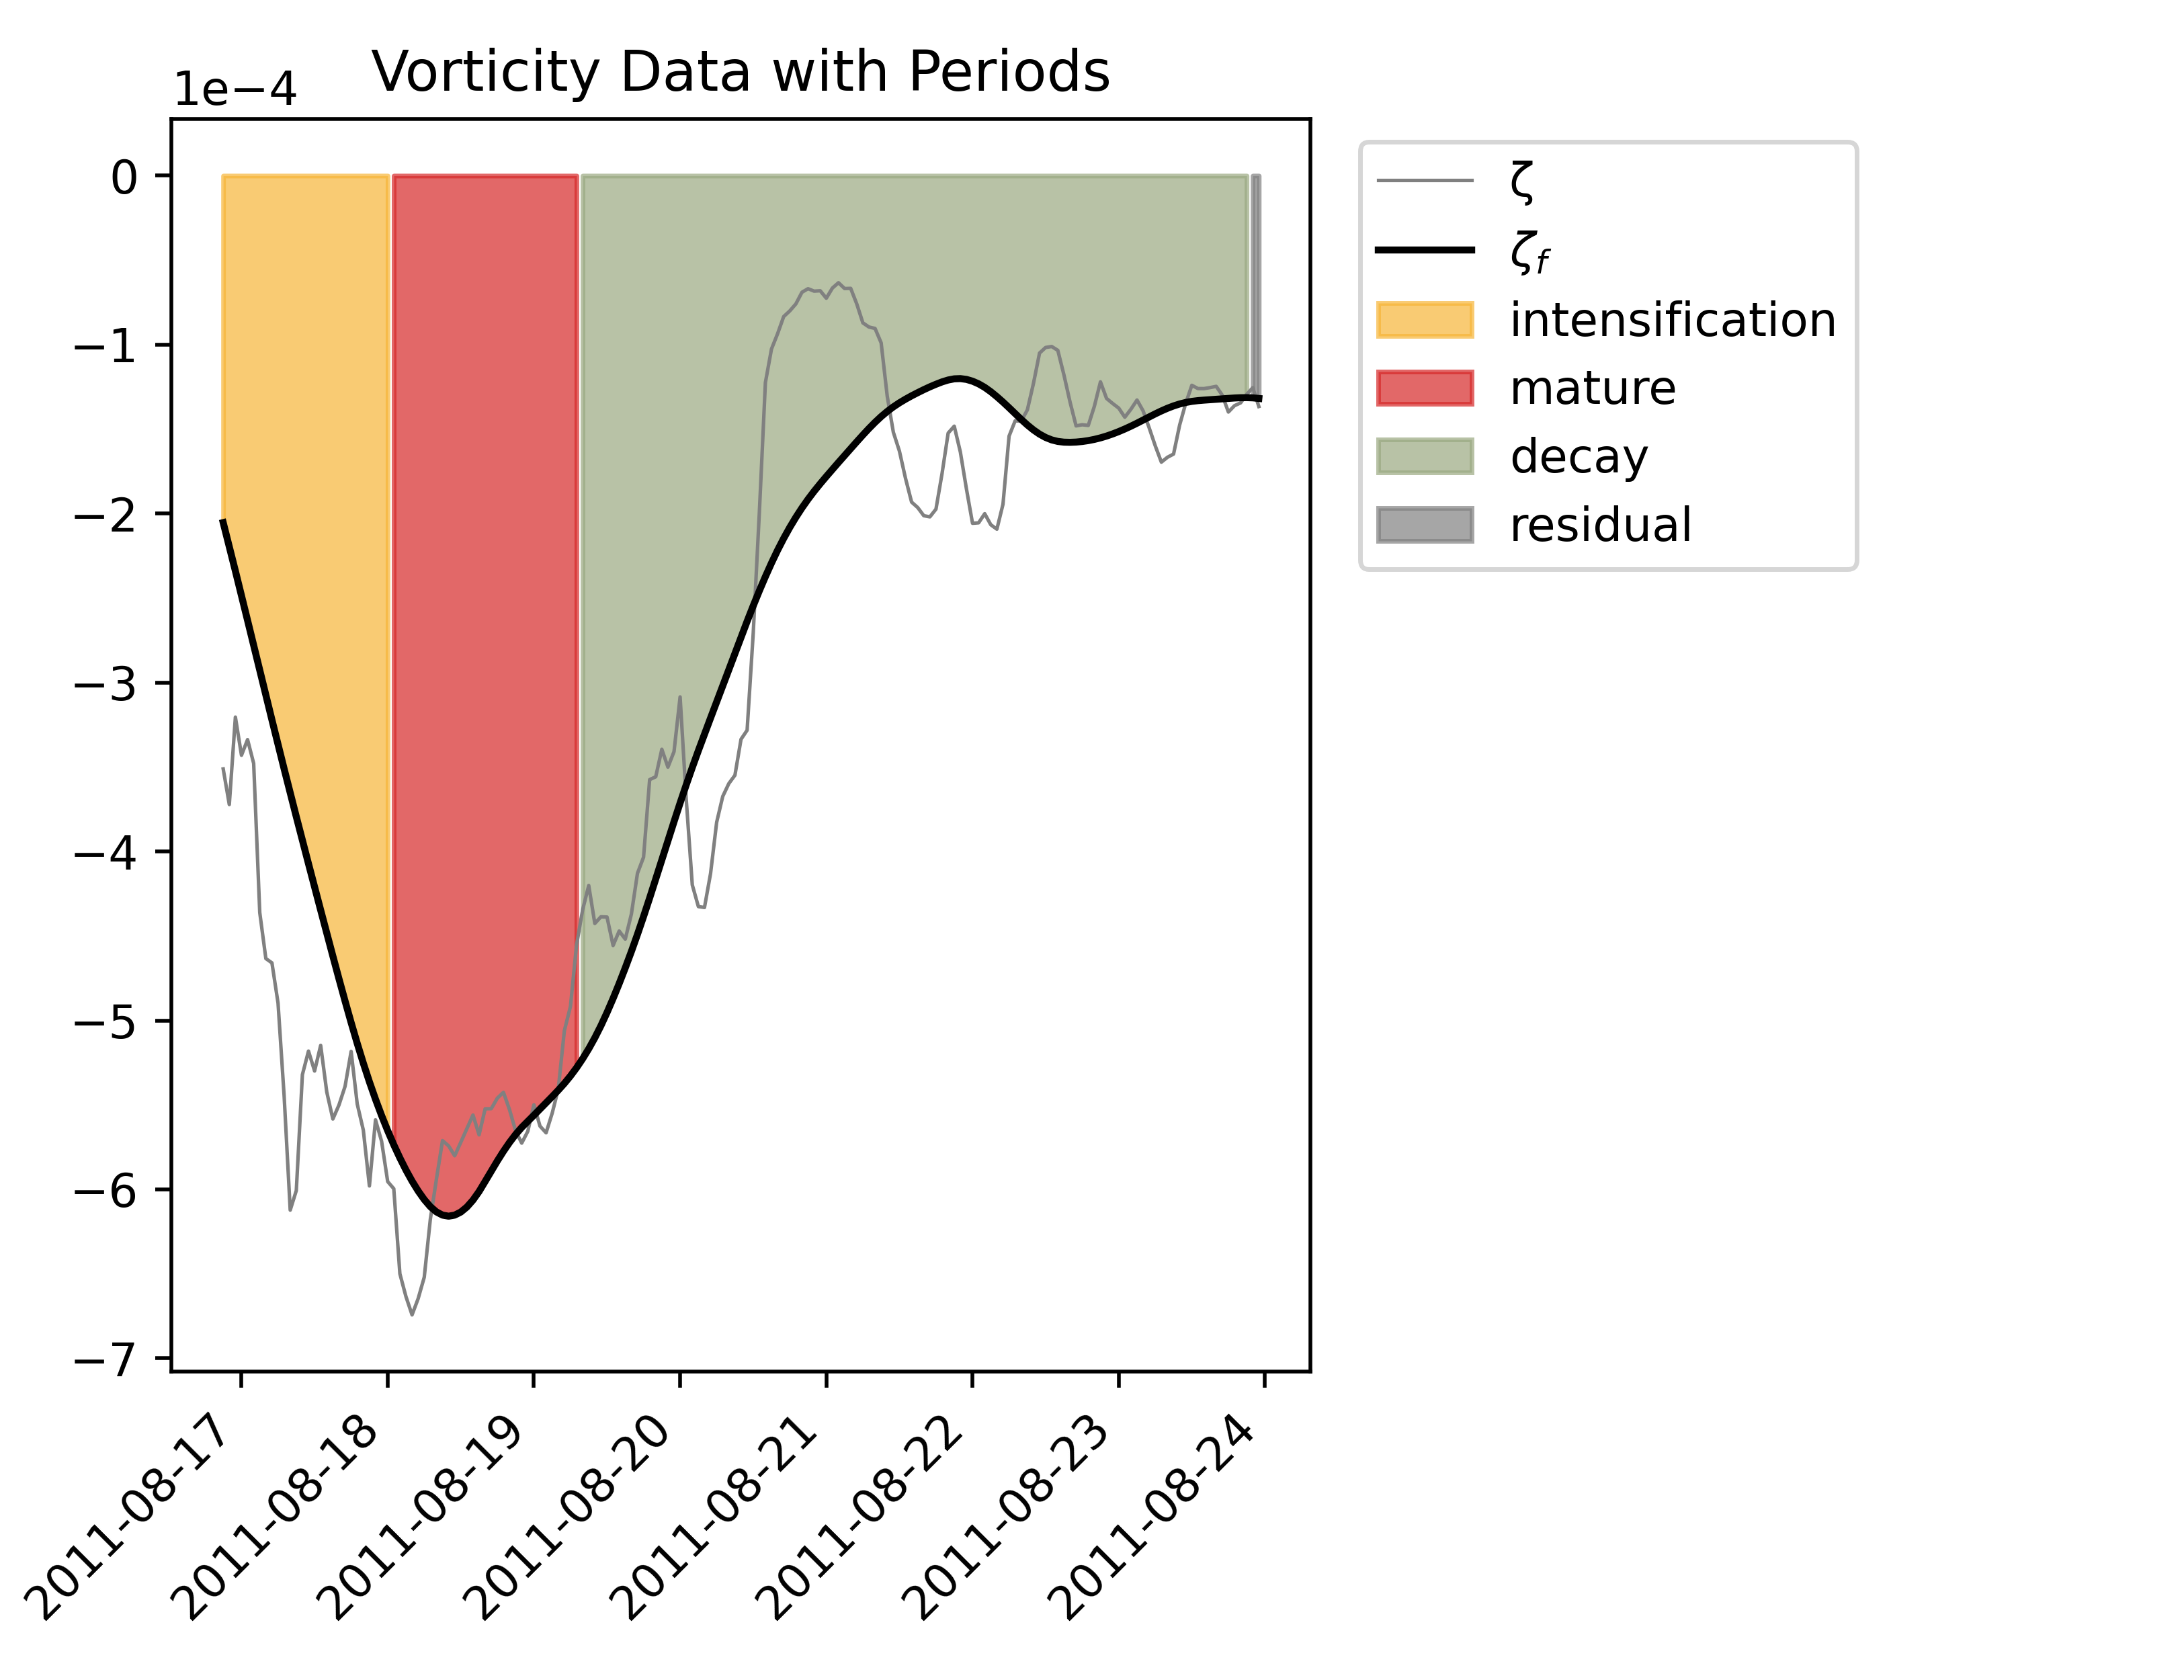 Vorticity Data with Periods
1e−4
0
−1
−2
−3
−4
−5
−6
−7
2011-08-17
2011-08-18
2011-08-19
2011-08-20
2011-08-21
2011-08-22
2011-08-23
2011-08-24
ζ
ζf
intensification
mature
decay
residual